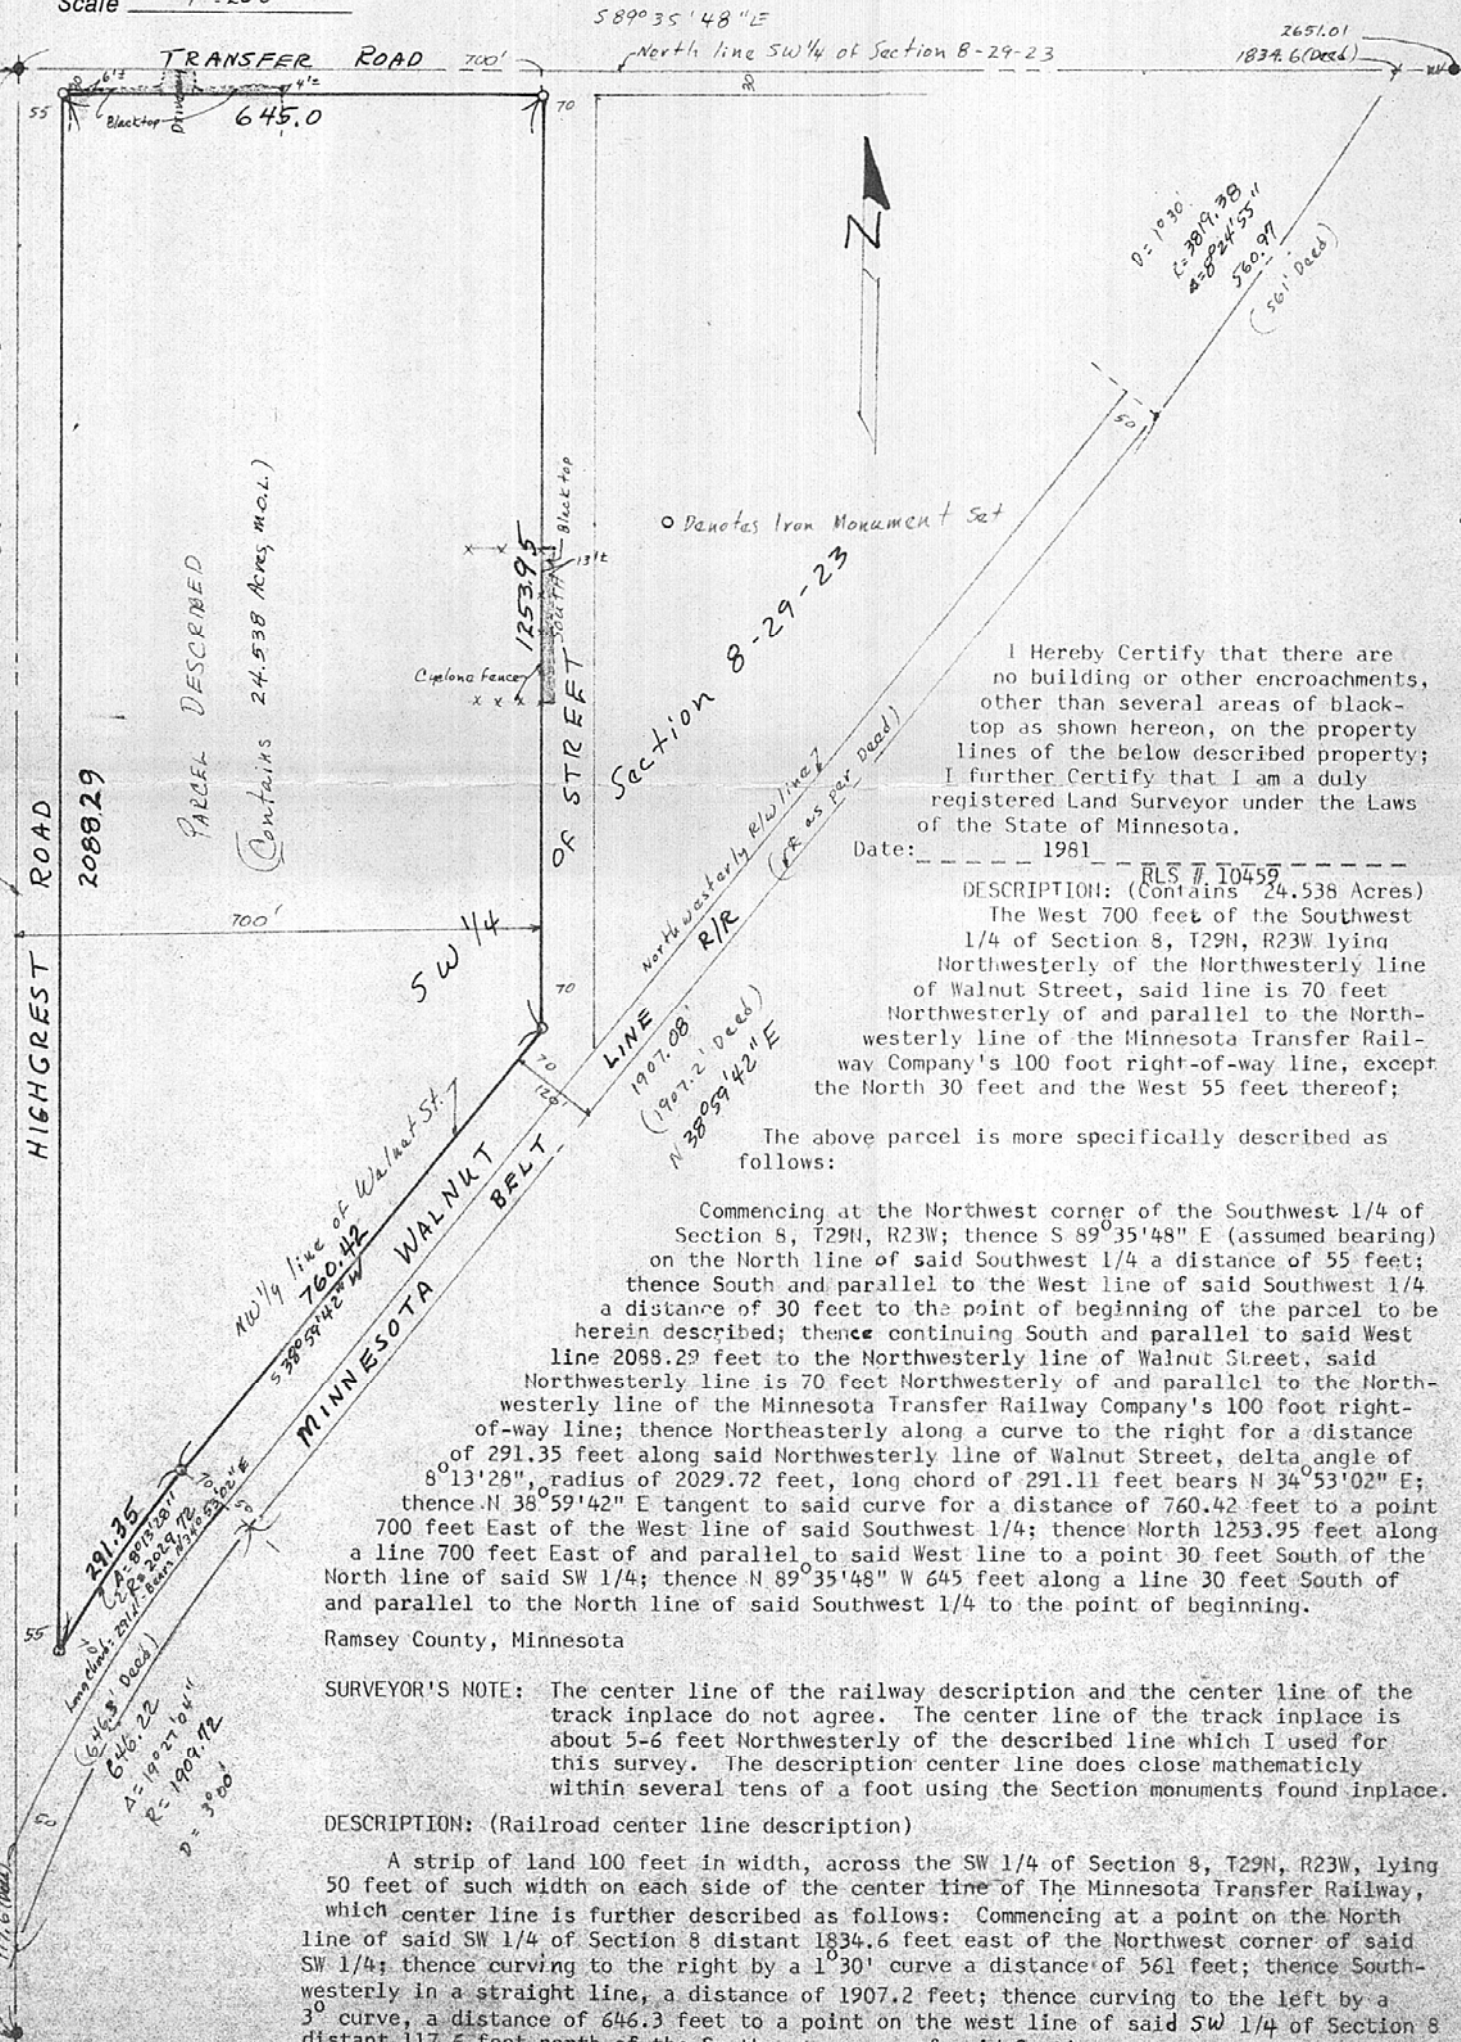 Scale
S89°35'48"E
2651.01
TRANSFER ROAD 700'
North line SW 1/4 of Section 8-29-23
1834.6 (Deed)
6'±
4'±
55
Blacktop
645.0
70
30
D= 1°30'
R= 3819.38
Δ=8°24'55"
560.97
(561' Deed)
N
50
O Denotes Iron Monument Set
Blacktop
13'±
1253.95
SOUTH
Cyclone Fence
OF STREET
Section 8-29-23
PARCEL DESCRIBED
(Contains 24.538 Acres, m.o.L.)
2088.29
HIGHCREST ROAD
700'
SW 1/4
70
Northwesterly R/W line
(R as per Deed)
I Hereby Certify that there are
no building or other encroachments,
other than several areas of black-
top as shown hereon, on the property
lines of the below described property;
I further Certify that I am a duly
registered Land Surveyor under the Laws
of the State of Minnesota.
Date: 1981
RLS # 10459
DESCRIPTION: (Contains 24.538 Acres)
The West 700 feet of the Southwest
1/4 of Section 8, T29N, R23W lying
Northwesterly of the Northwesterly line
of Walnut Street, said line is 70 feet
Northwesterly of and parallel to the North-
westerly line of the Minnesota Transfer Rail-
way Company's 100 foot right-of-way line, except
the North 30 feet and the West 55 feet thereof;
The above parcel is more specifically described as
follows:
Commencing at the Northwest corner of the Southwest 1/4 of
Section 8, T29N, R23W; thence S 89°35'48" E (assumed bearing)
on the North line of said Southwest 1/4 a distance of 55 feet;
thence South and parallel to the West line of said Southwest 1/4
a distance of 30 feet to the point of beginning of the parcel to be
herein described; thence continuing South and parallel to said West
line 2088.29 feet to the Northwesterly line of Walnut Street, said
Northwesterly line is 70 feet Northwesterly of and parallel to the North-
westerly line of the Minnesota Transfer Railway Company's 100 foot right-
of-way line; thence Northeasterly along a curve to the right for a distance
of 291.35 feet along said Northwesterly line of Walnut Street, delta angle of
8°13'28", radius of 2029.72 feet, long chord of 291.11 feet bears N 34°53'02" E;
thence N 38°59'42" E tangent to said curve for a distance of 760.42 feet to a point
700 feet East of the West line of said Southwest 1/4; thence North 1253.95 feet along
a line 700 feet East of and parallel to said West line to a point 30 feet South of the
North line of said SW 1/4; thence N 89°35'48" W 645 feet along a line 30 feet South of
and parallel to the North line of said Southwest 1/4 to the point of beginning.
Ramsey County, Minnesota
70
120'
LINE R/R
1907.08'
(1907.2' Deed)
N 38°59'42" E
NW'ly line of Walnut St.
760.42
S 38°59'42" W
WALNUT
MINNESOTA BELT
291.35
Δ=8°13'28"
R=2029.72
Long Chord = 291.11 - Bears N34°53'02"E
70
50
55
70
(646.3' Deed)
646.22
Δ= 19°27'04"
R= 1909.72
D= 3°00'
50
SURVEYOR'S NOTE: The center line of the railway description and the center line of the
track inplace do not agree. The center line of the track inplace is
about 5-6 feet Northwesterly of the described line which I used for
this survey. The description center line does close mathematicly
within several tens of a foot using the Section monuments found inplace.
DESCRIPTION: (Railroad center line description)
A strip of land 100 feet in width, across the SW 1/4 of Section 8, T29N, R23W, lying
50 feet of such width on each side of the center line of The Minnesota Transfer Railway,
which center line is further described as follows: Commencing at a point on the North
line of said SW 1/4 of Section 8 distant 1834.6 feet east of the Northwest corner of said
SW 1/4; thence curving to the right by a 1°30' curve a distance of 561 feet; thence South-
westerly in a straight line, a distance of 1907.2 feet; thence curving to the left by a
3° curve, a distance of 646.3 feet to a point on the west line of said SW 1/4 of Section 8
distant 117.6 feet north of the